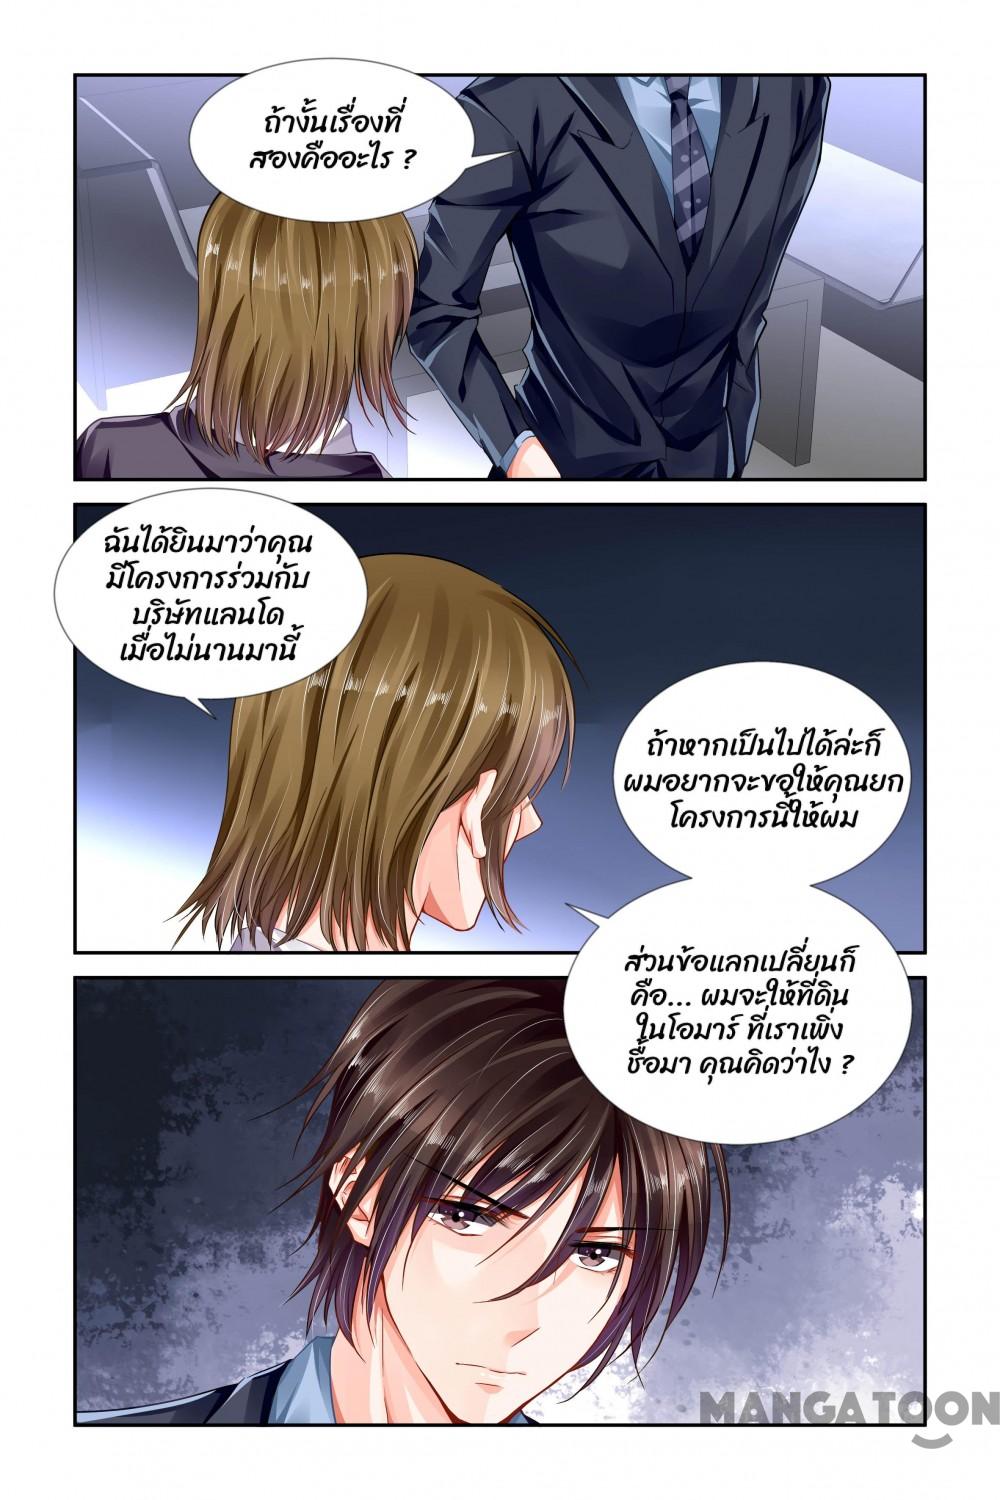 ถ้างั้นเรื่องที่
สองคืออะไร ?
ฉันได้ยินมาว่าคุณ
มีโครงการร่วมกับ
บริษัทแลนโด
เมื่อไม่นานมานี้
ถ้าหากเป็นไปได้ล่ะก็
ผมอยากจะขอให้คุณยก
โครงการนี้ให้ผม
ส่วนข้อแลกเปลี่ยนก็
คือ... ผมจะให้ที่ดิน
ในโอมาร์ ที่เราเพิ่ง
ซื้อมา คุณคิดว่าไง ?
MANGATOON